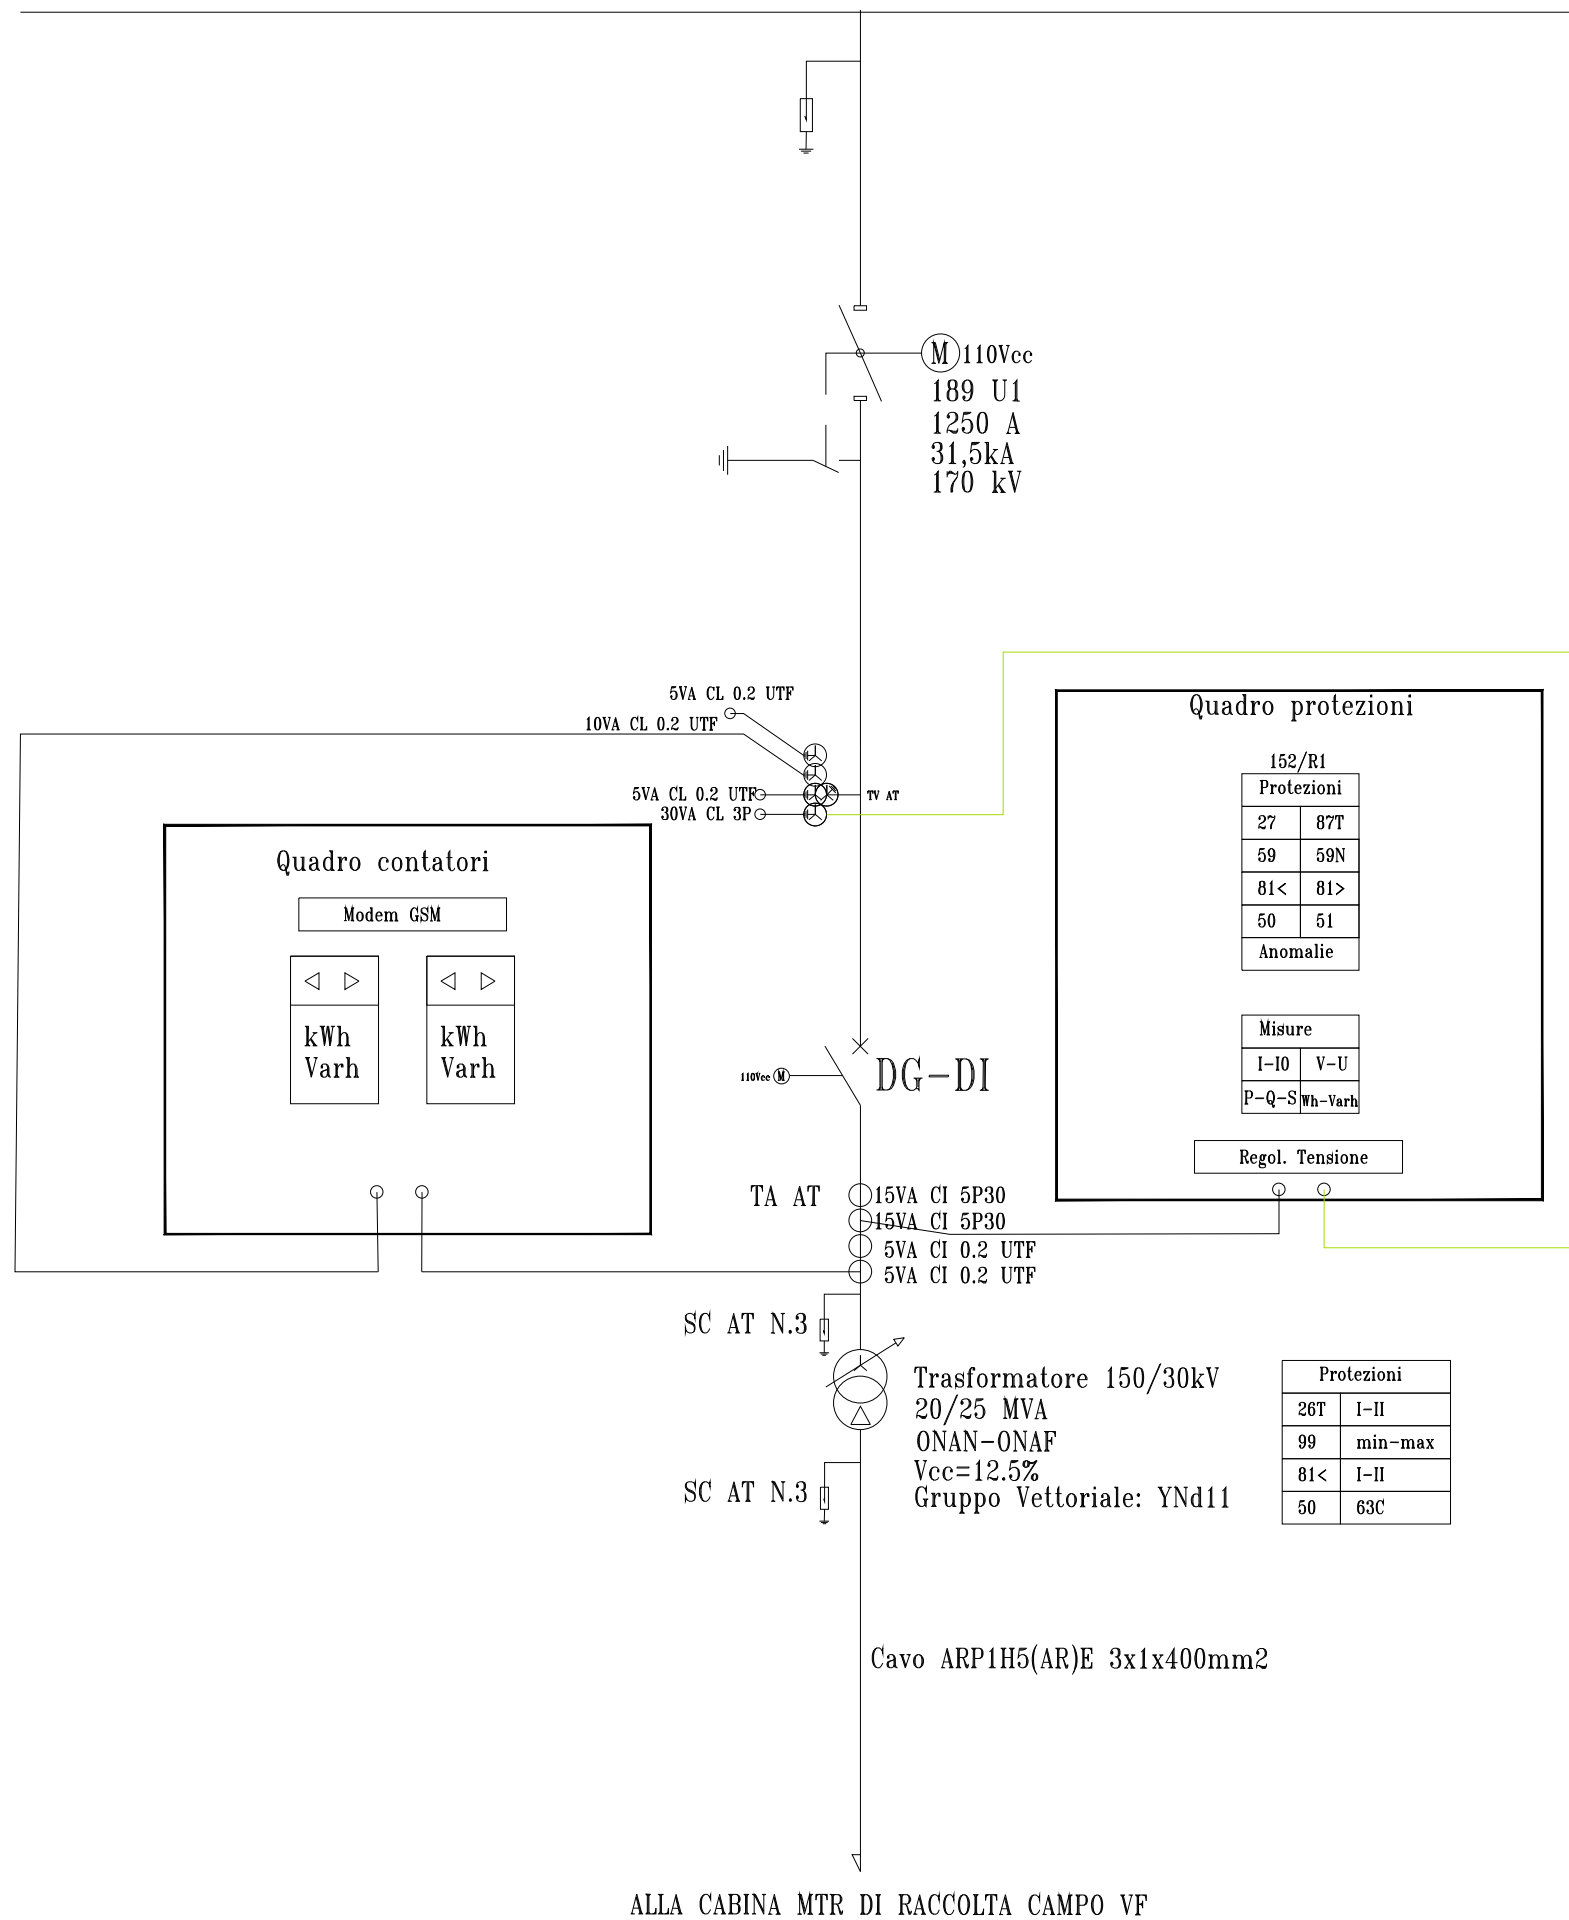 M 110Vcc
189 U1
1250 A
31,5kA
170 kV
5VA CL 0.2 UTF
10VA CL 0.2 UTF
5VA CL 0.2 UTF
TV AT
30VA CL 3P
Quadro contatori
Modem GSM
kWh
Varh
kWh
Varh
Quadro protezioni
152/R1
Protezioni
27 87T
59 59N
81< 81>
50 51
Anomalie
Misure
I-I0 V-U
P-Q-S Wh-Varh
Regol. Tensione
110Vcc M
DG-DI
TA AT
15VA CI 5P30
15VA CI 5P30
5VA CI 0.2 UTF
5VA CI 0.2 UTF
SC AT N.3
Trasformatore 150/30kV
20/25 MVA
ONAN-ONAF
Vcc=12.5%
Gruppo Vettoriale: YNd11
SC AT N.3
Protezioni
26T I-II
99 min-max
81< I-II
50 63C
Cavo ARP1H5(AR)E 3x1x400mm2
ALLA CABINA MTR DI RACCOLTA CAMPO VF